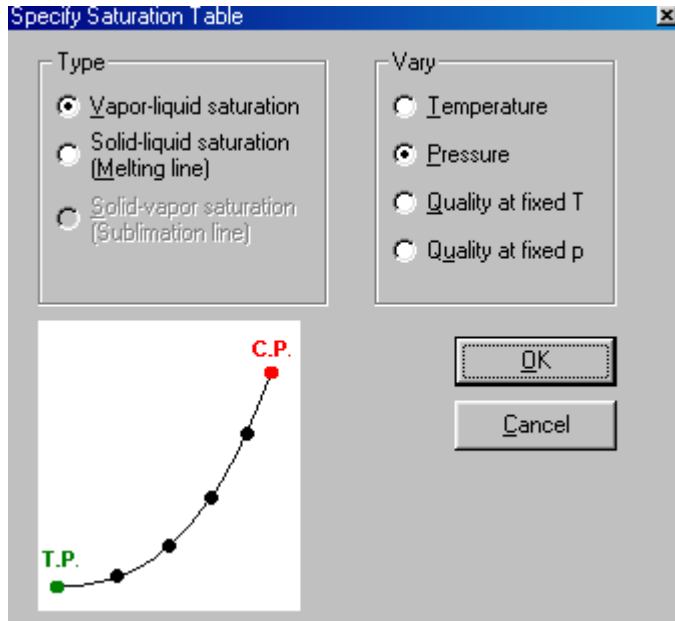 Specify Saturation Table
Type
Vapor-liquid saturation
Solid-liquid saturation
(Melting line)
Solid-vapor saturation
(Sublimation line)
Vary
Temperature
Pressure
Quality at fixed T
Quality at fixed p
C.P.
T.P.
OK
Cancel